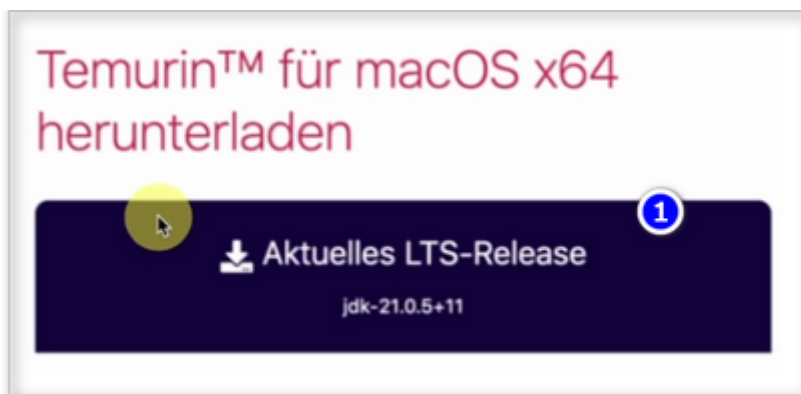 Temurin™ für macOS x64
herunterladen
1
Aktuelles LTS-Release
jdk-21.0.5+11